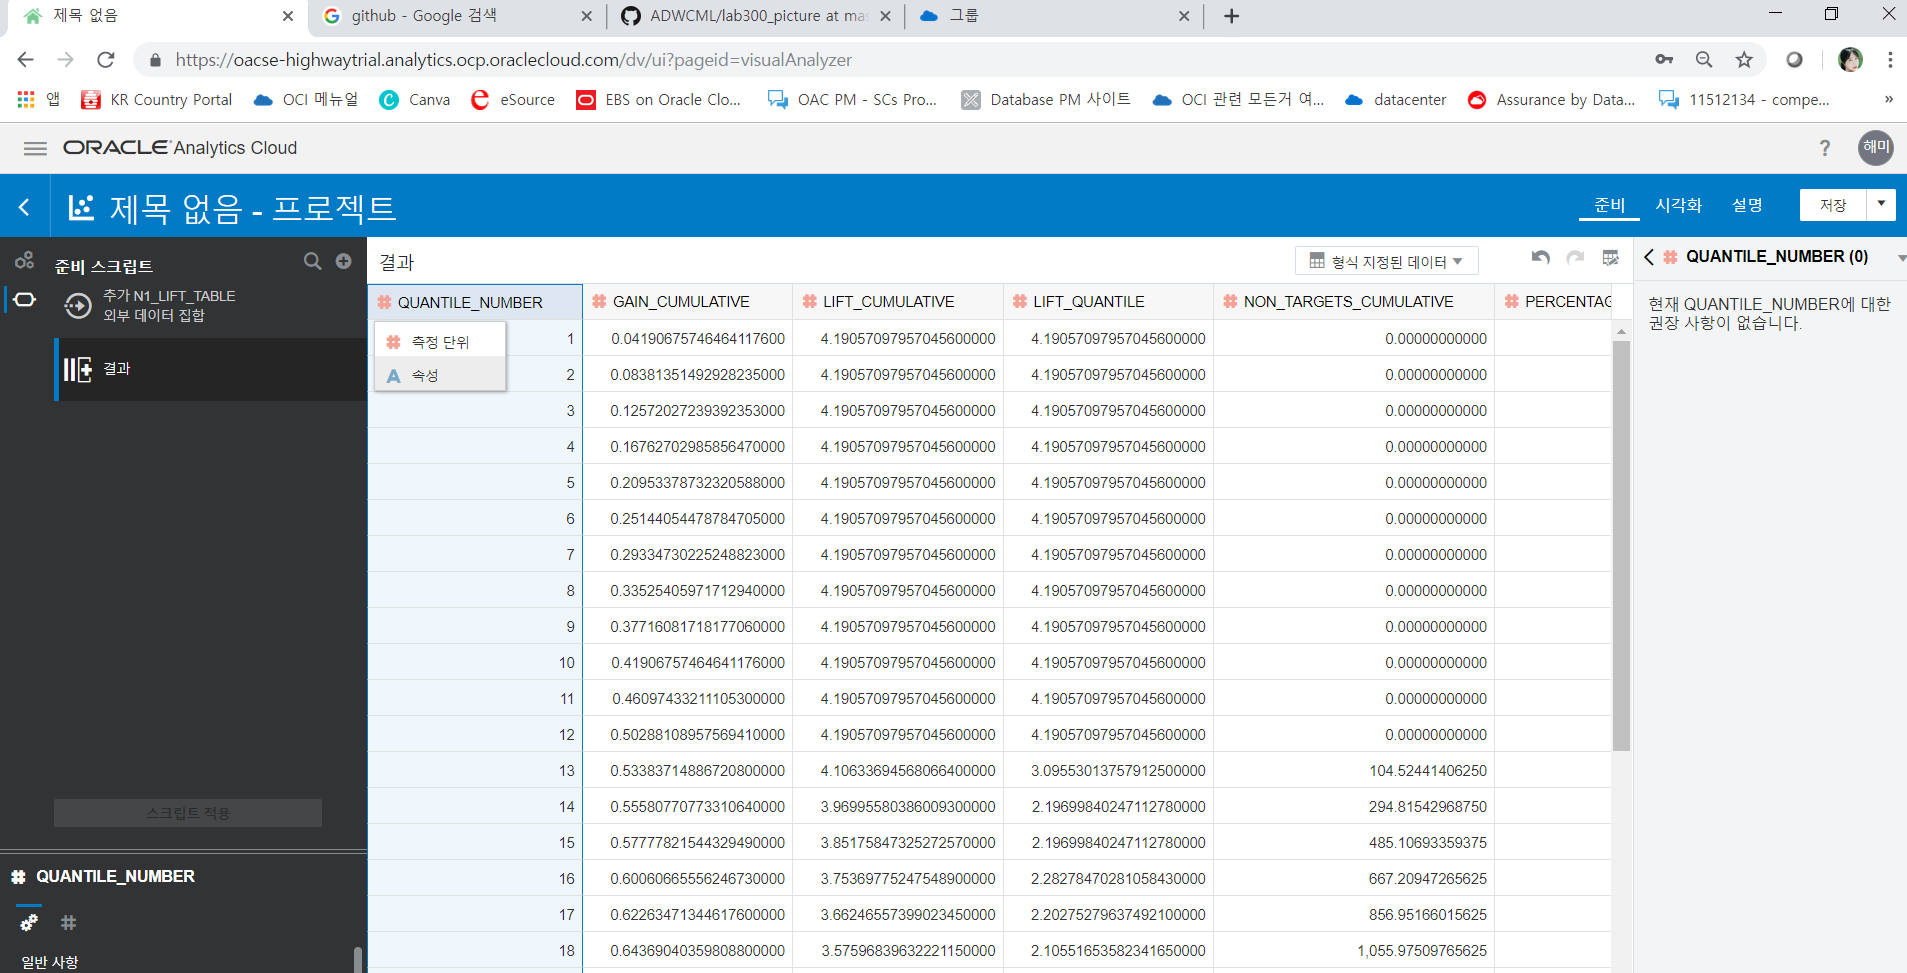 제목 없음
github - Google 검색
ADWCML/lab300_picture at mas
그룹
https://oacse-highwaytrial.analytics.ocp.oraclecloud.com/dv/ui?pageid=visualAnalyzer
앱 KR Country Portal OCI 메뉴얼 Canva eSource EBS on Oracle Clo... OAC PM - SCs Pro... Database PM 사이트 OCI 관련 모든거 여... datacenter Assurance by Data... 11512134 - compe... »
ORACLE Analytics Cloud ? 해미
제목 없음 - 프로젝트 준비 시각화 설명 저장
준비 스크립트
추가 N1_LIFT_TABLE
외부 데이터 집합
결과
스크립트 적용
QUANTILE_NUMBER
일반 사항
결과 형식 지정된 데이터
QUANTILE_NUMBER GAIN_CUMULATIVE LIFT_CUMULATIVE LIFT_QUANTILE NON_TARGETS_CUMULATIVE PERCENTAG
측정 단위
속성
1 0.04190675746464117600 4.19057097957045600000 4.19057097957045600000 0.00000000000
2 0.08381351492928235000 4.19057097957045600000 4.19057097957045600000 0.00000000000
3 0.12572027239392353000 4.19057097957045600000 4.19057097957045600000 0.00000000000
4 0.16762702985856470000 4.19057097957045600000 4.19057097957045600000 0.00000000000
5 0.20953378732320588000 4.19057097957045600000 4.19057097957045600000 0.00000000000
6 0.25144054478784705000 4.19057097957045600000 4.19057097957045600000 0.00000000000
7 0.29334730225248823000 4.19057097957045600000 4.19057097957045600000 0.00000000000
8 0.33525405971712940000 4.19057097957045600000 4.19057097957045600000 0.00000000000
9 0.37716081718177060000 4.19057097957045600000 4.19057097957045600000 0.00000000000
10 0.41906757464641176000 4.19057097957045600000 4.19057097957045600000 0.00000000000
11 0.46097433211105300000 4.19057097957045600000 4.19057097957045600000 0.00000000000
12 0.50288108957569410000 4.19057097957045600000 4.19057097957045600000 0.00000000000
13 0.53383714886720800000 4.10633694568066400000 3.09553013757912500000 104.52441406250
14 0.55580770773310640000 3.96995580386009300000 2.19699840247112780000 294.81542968750
15 0.57777821544329490000 3.85175847325272570000 2.19699840247112780000 485.10693359375
16 0.60060665556246730000 3.75369775247548900000 2.28278470281058430000 667.20947265625
17 0.62263471344617600000 3.66246557399023450000 2.20275279637492100000 856.95166015625
18 0.64369040359808800000 3.57596839632221150000 2.10551653582341650000 1,055.97509765625
QUANTILE_NUMBER (0)
현재 QUANTILE_NUMBER에 대한
권장 사항이 없습니다.